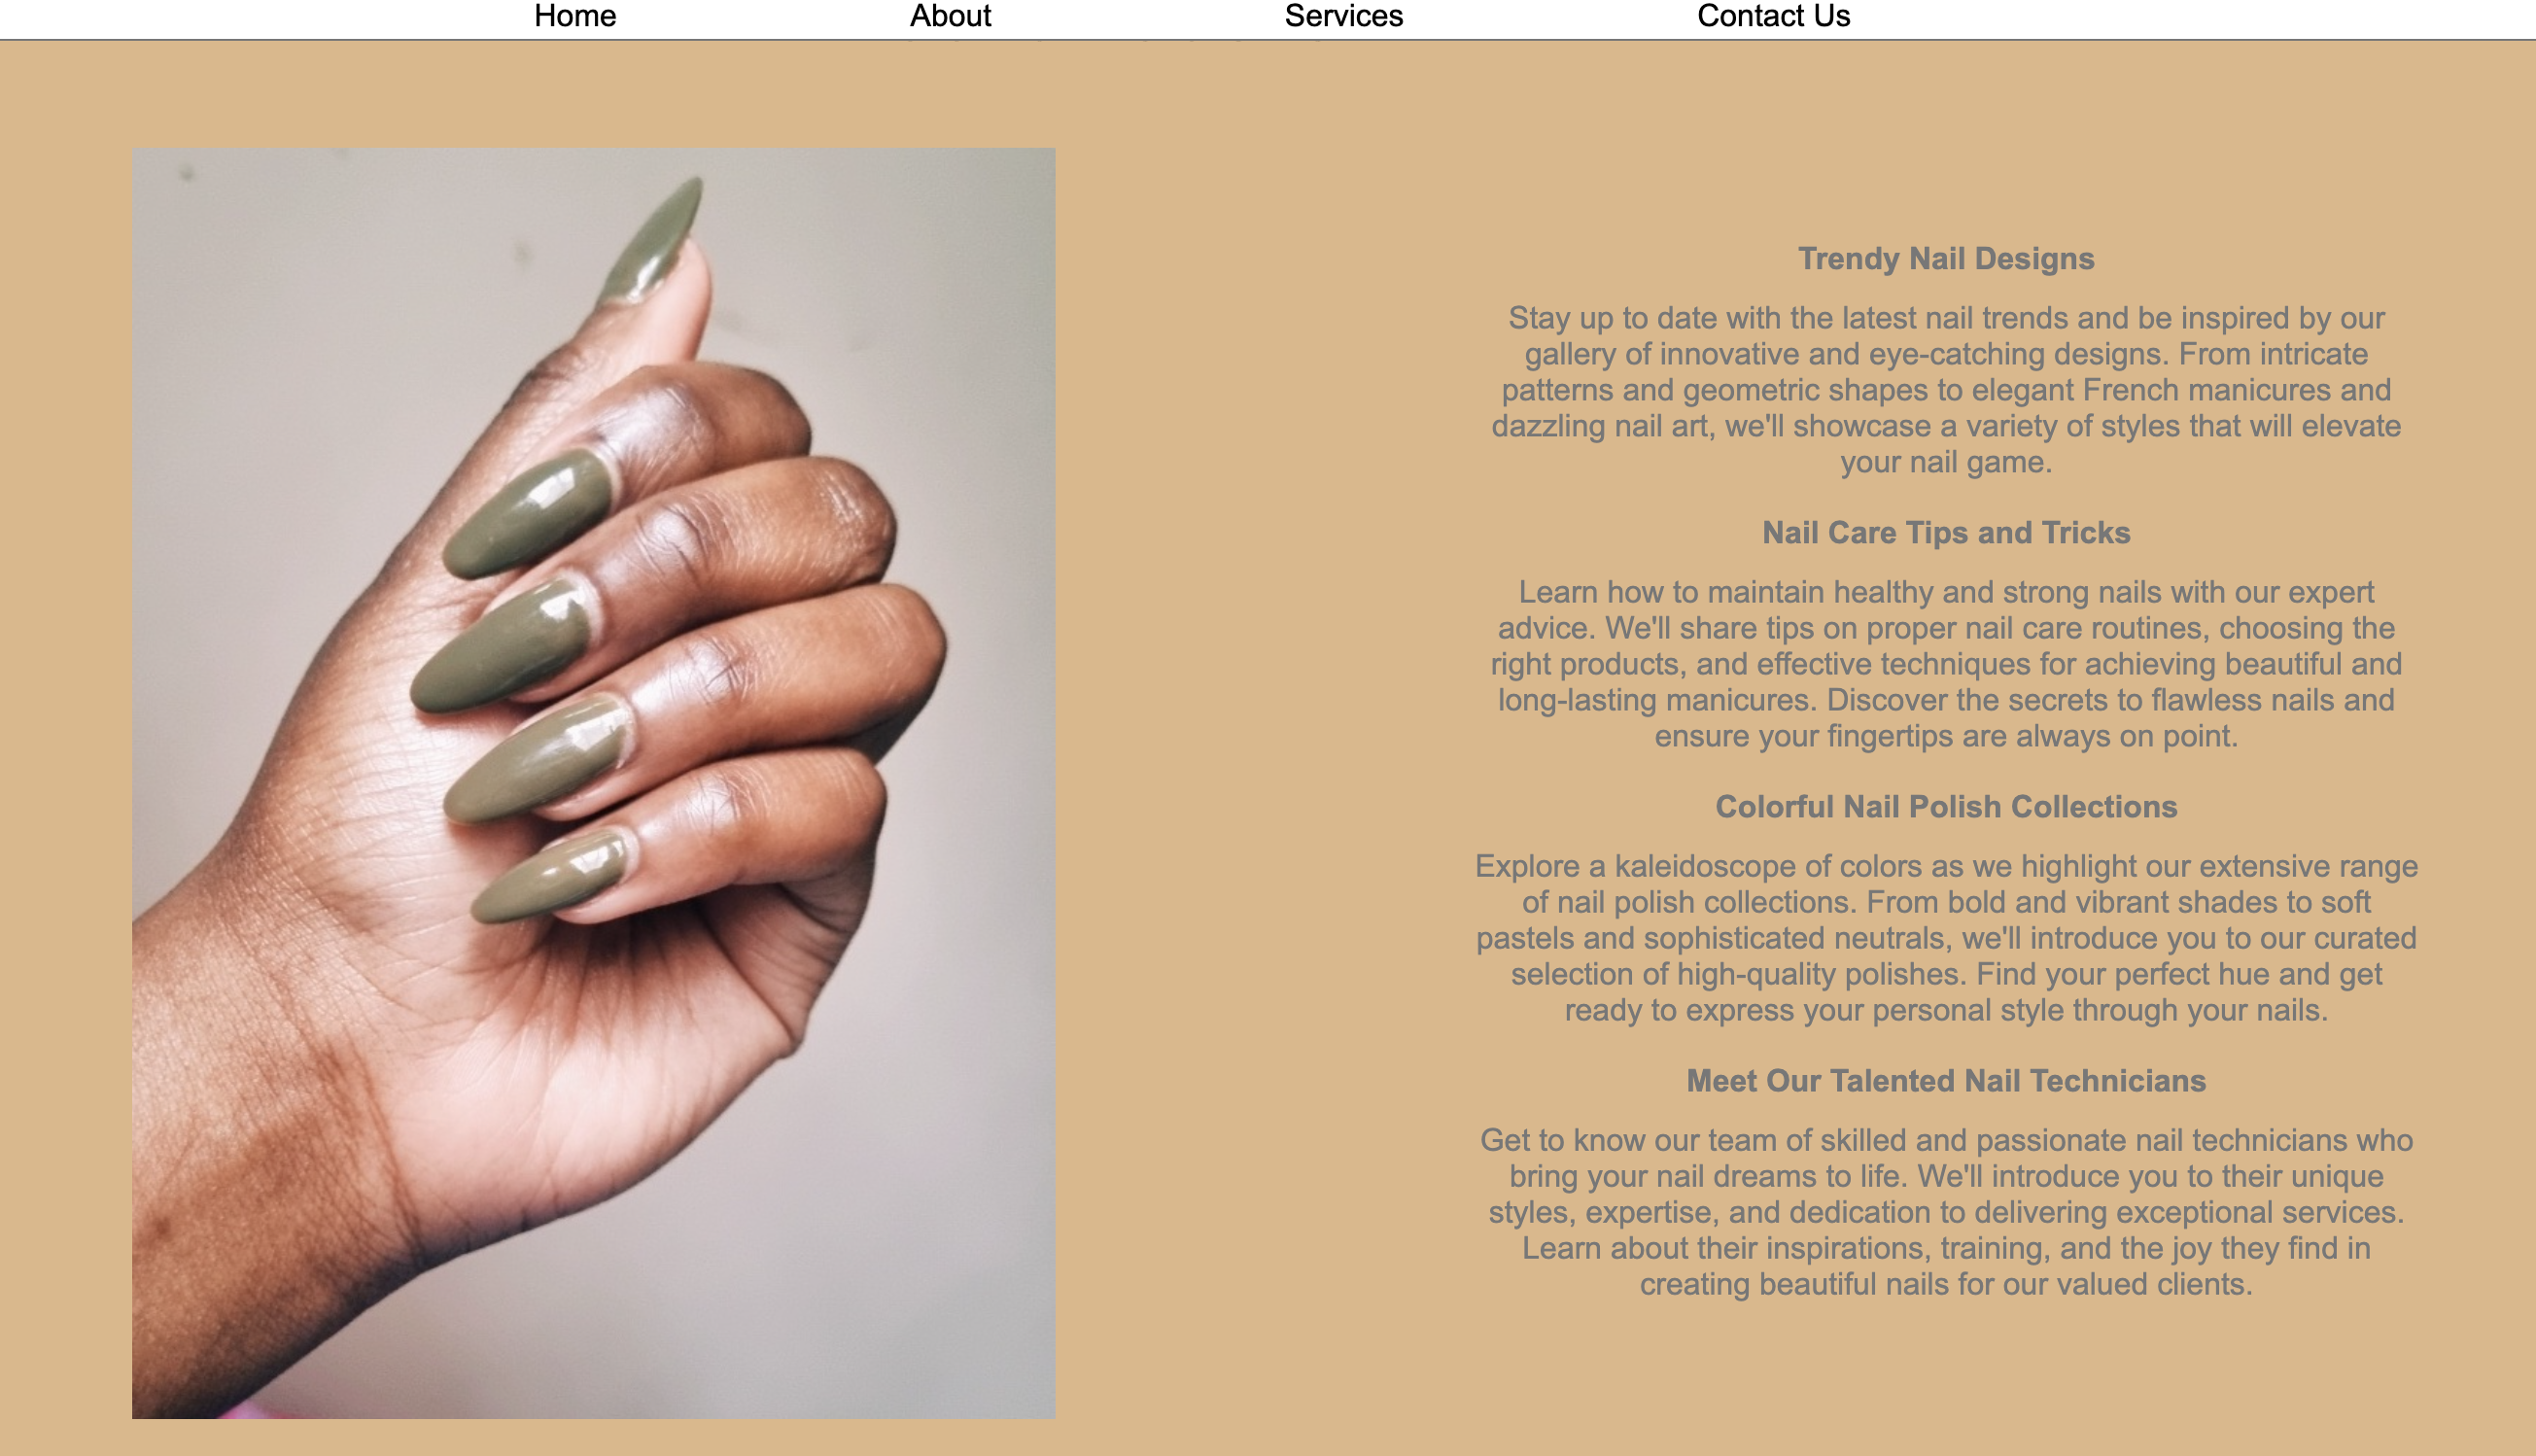 Home About Services Contact Us
Trendy Nail Designs
Stay up to date with the latest nail trends and be inspired by our
gallery of innovative and eye-catching designs. From intricate
patterns and geometric shapes to elegant French manicures and
dazzling nail art, we'll showcase a variety of styles that will elevate
your nail game.
Nail Care Tips and Tricks
Learn how to maintain healthy and strong nails with our expert
advice. We'll share tips on proper nail care routines, choosing the
right products, and effective techniques for achieving beautiful and
long-lasting manicures. Discover the secrets to flawless nails and
ensure your fingertips are always on point.
Colorful Nail Polish Collections
Explore a kaleidoscope of colors as we highlight our extensive range
of nail polish collections. From bold and vibrant shades to soft
pastels and sophisticated neutrals, we'll introduce you to our curated
selection of high-quality polishes. Find your perfect hue and get
ready to express your personal style through your nails.
Meet Our Talented Nail Technicians
Get to know our team of skilled and passionate nail technicians who
bring your nail dreams to life. We'll introduce you to their unique
styles, expertise, and dedication to delivering exceptional services.
Learn about their inspirations, training, and the joy they find in
creating beautiful nails for our valued clients.